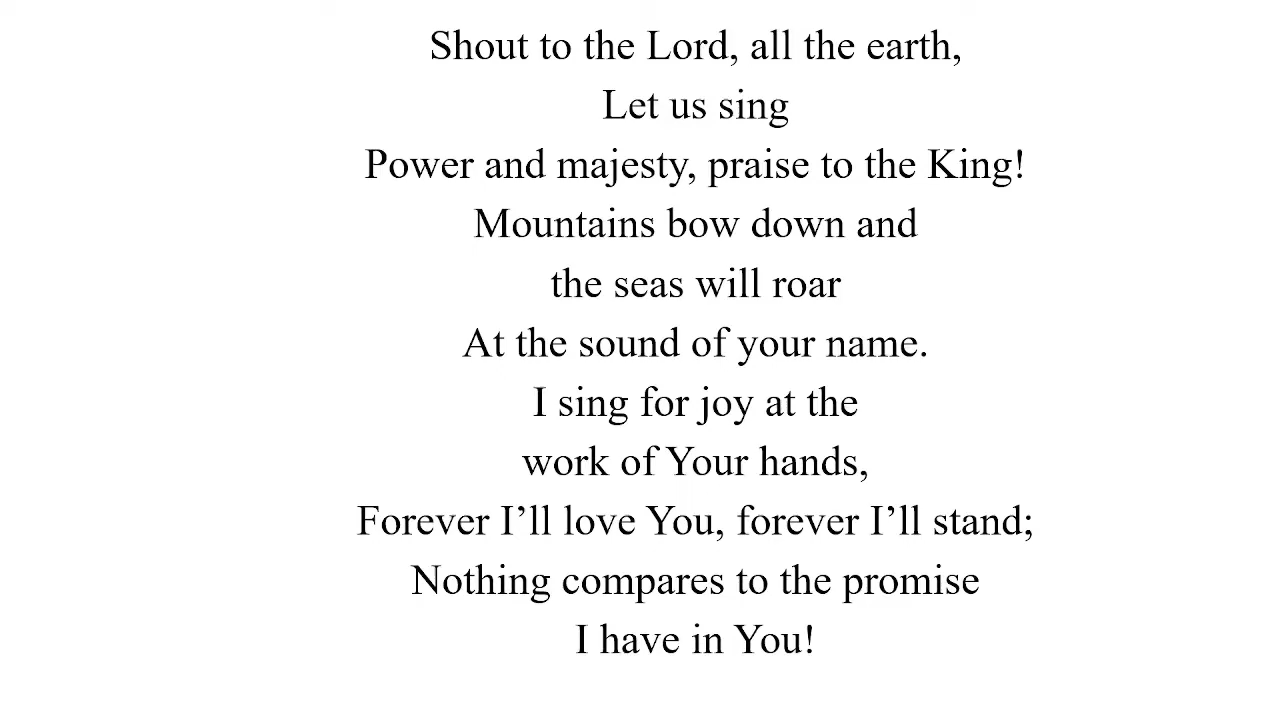 Shout to the Lord, all the earth,
Let us sing
Power and majesty, praise to the King!
Mountains bow down and
the seas will roar
At the sound of your name.
I sing for joy at the
work of Your hands,
Forever I’ll love You, forever I’ll stand;
Nothing compares to the promise
I have in You!